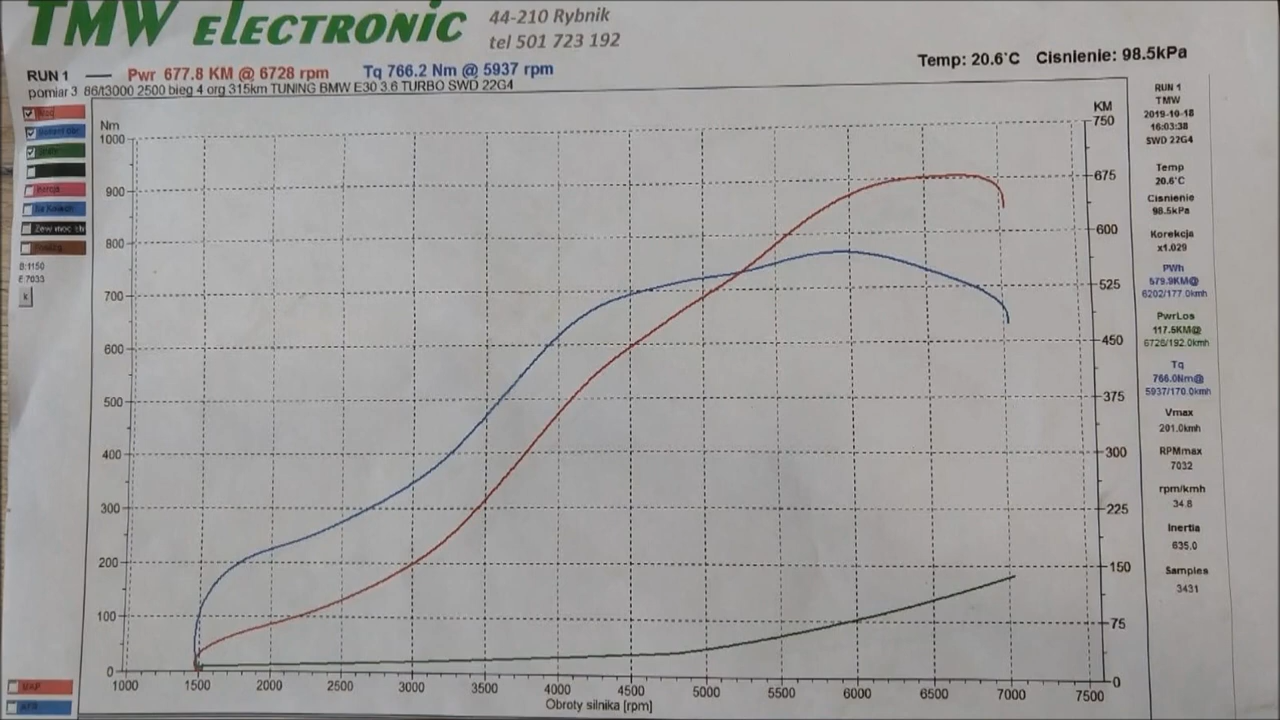 TMW ELECTRONIC
44-210 Rybnik
tel 501 723 192
Temp: 20.6°C Cisnienie: 98.5kPa
RUN 1 Pwr 677.8 KM @ 6728 rpm Tq 766.2 Nm @ 5937 rpm
pomiar 3 86/t3000 2500 bieg 4 org 315km TUNING BMW E30 3.6 TURBO SWD 22G4
Nm
1000
900
800
700
600
500
400
300
200
100
0
KM
750
675
600
525
450
375
300
225
150
75
0
1000 1500 2000 2500 3000 3500 4000 4500 5000 5500 6000 6500 7000 7500
Obroty silnika [rpm]
B:1150
E:7033
k
RUN 1
TMW
2019-10-18
16:03:38
SWD 22G4
Temp
20.6°C
Cisnienie
98.5kPa
Korekcja
x1.029
PWh
579.9KM@
6202/177.0kmh
PwrLos
117.5KM@
6728/192.0kmh
Tq
766.0Nm@
5937/170.0kmh
Vmax
201.0kmh
RPMmax
7032
rpm/kmh
34.8
Inertia
635.0
Samples
3431